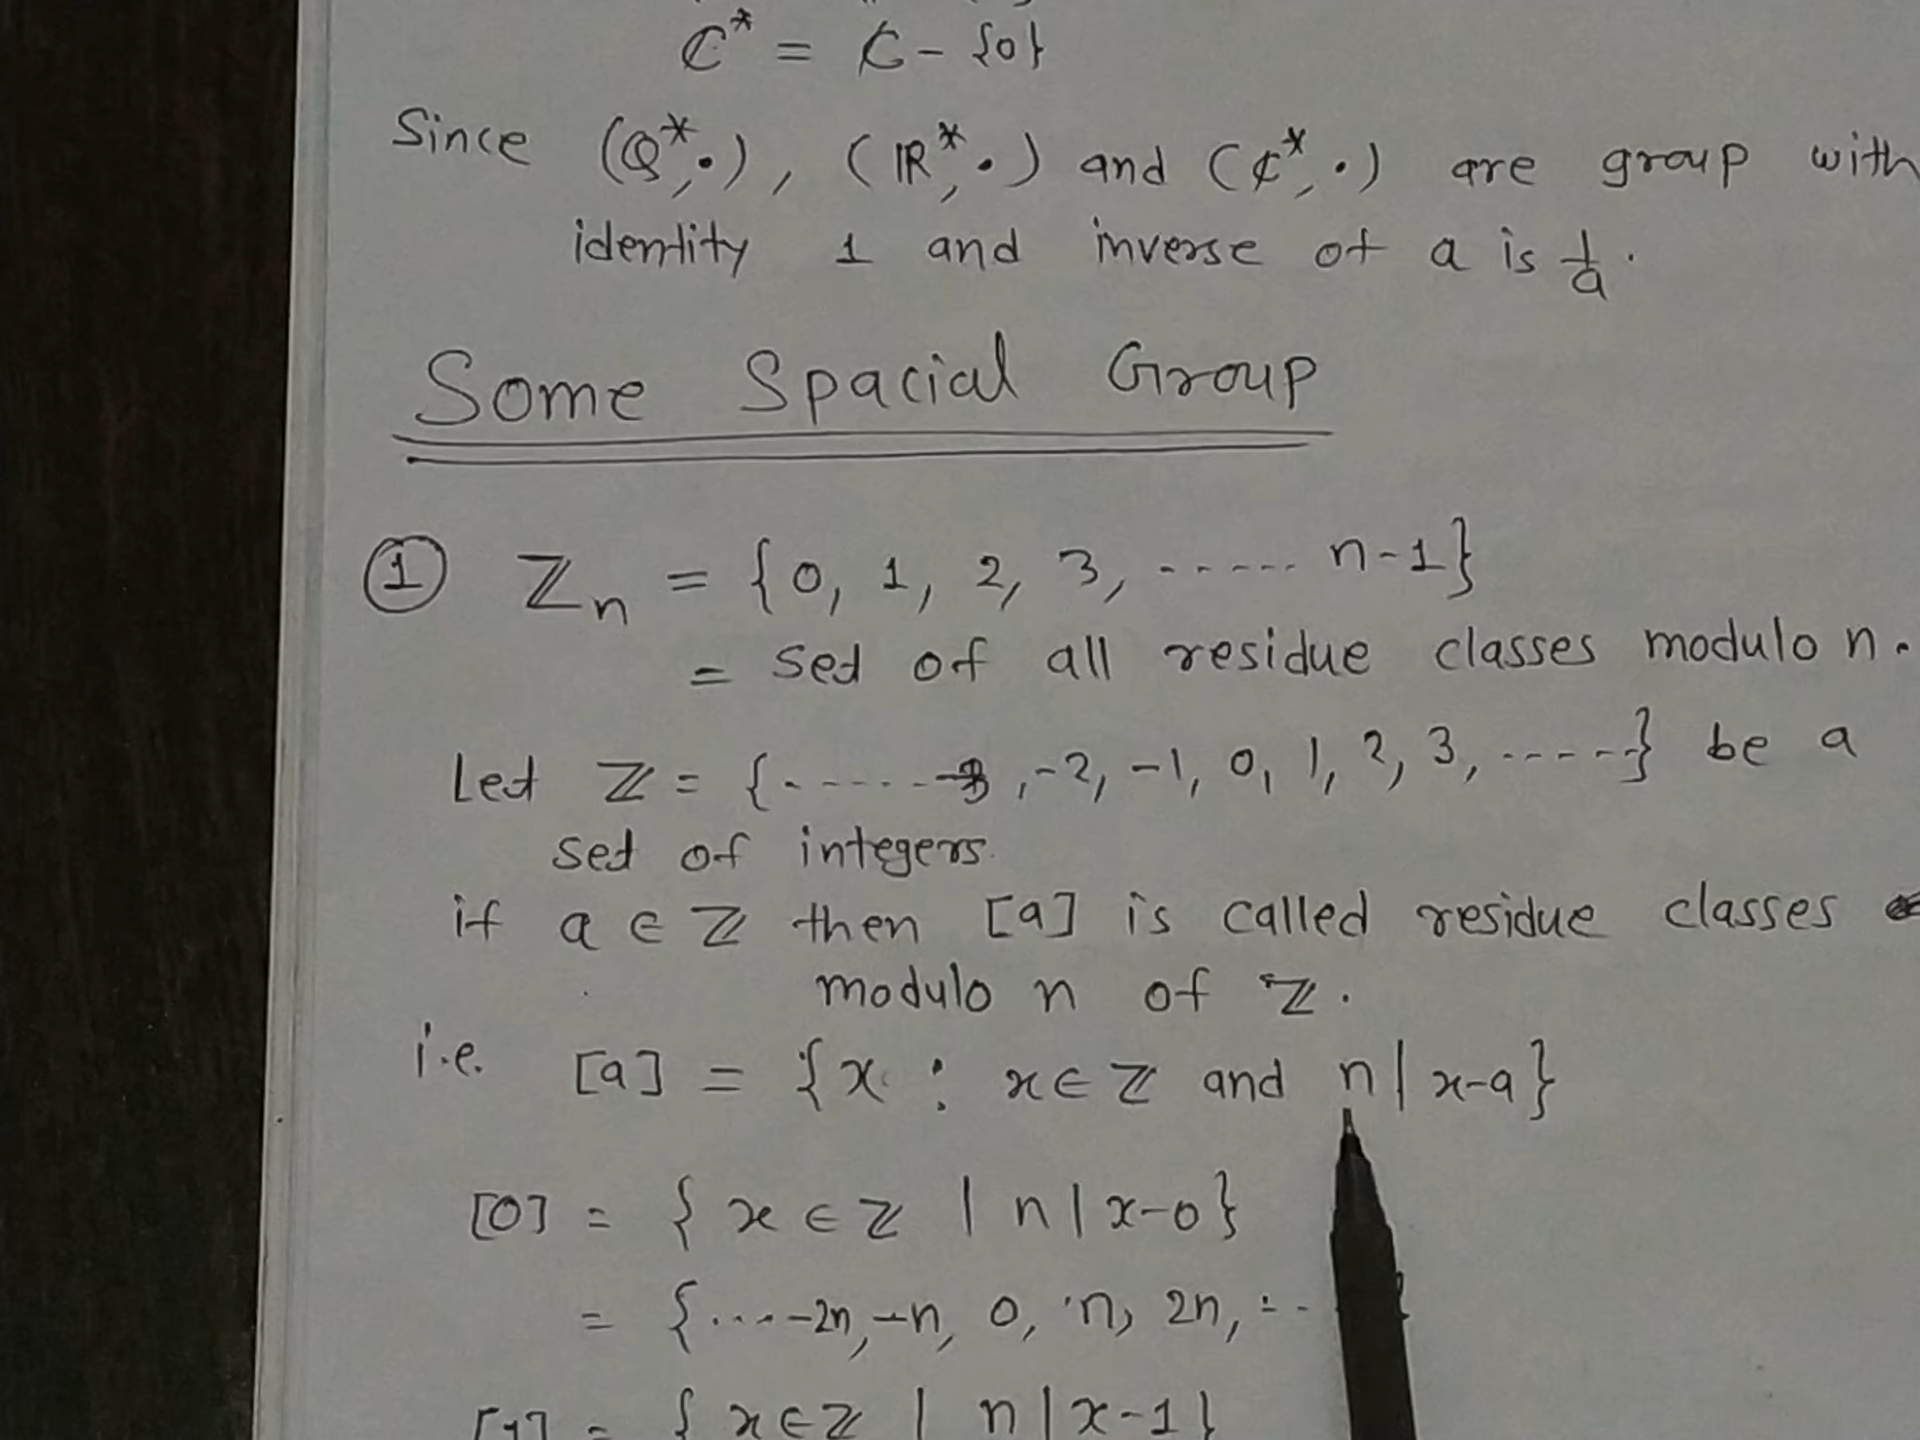 ℂ* = ℂ - {0}
Since (Q*, ·), (ℝ*, ·) and (ℂ*, ·) are group with
identity 1 and inverse of a is 1/a.
Some Spacial Group
① ℤn = {0, 1, 2, 3, ----- n-1}
= set of all residue classes modulo n.
Let ℤ = {------3, -2, -1, 0, 1, 2, 3, -----} be a
set of integers.
if a ∈ ℤ then [a] is called residue classes
modulo n of ℤ.
i.e. [a] = {x : x ∈ ℤ and n | x-a}
[0] = { x ∈ ℤ | n | x-0}
= {....-2n, -n, 0, n, 2n, -- }
[1] = { x ∈ ℤ | n | x-1}